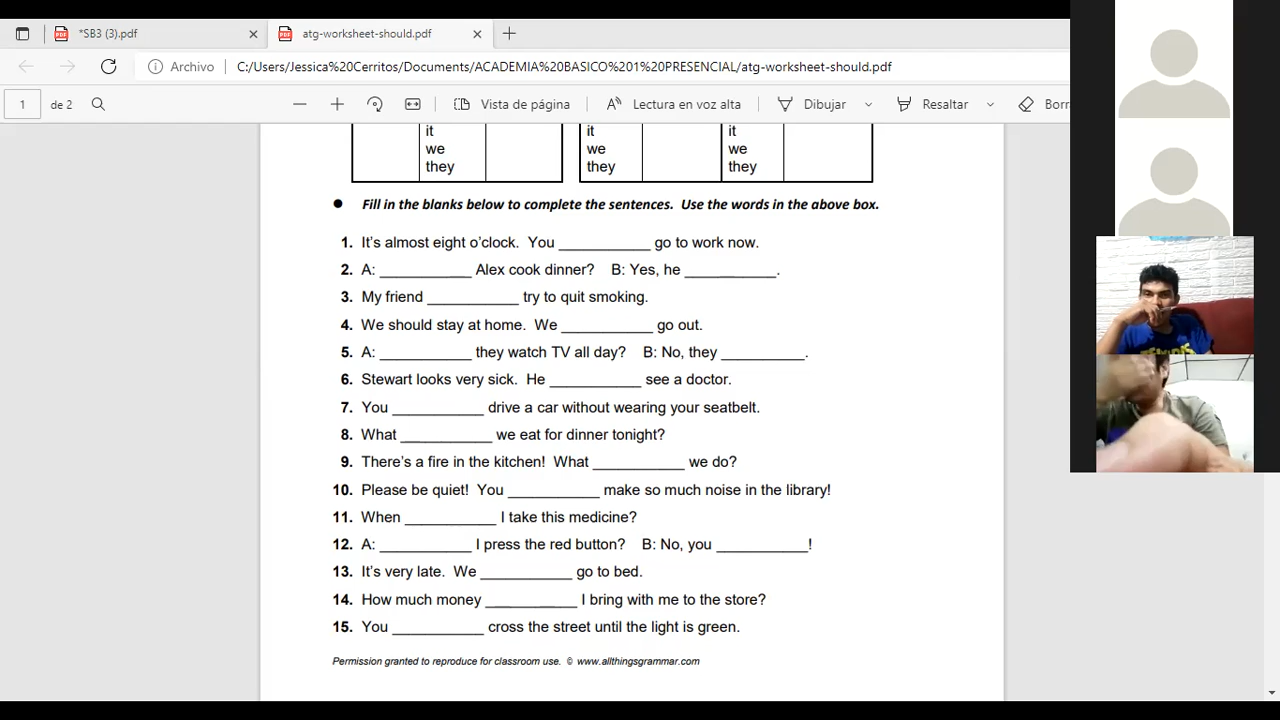 *SB3 (3).pdf
atg-worksheet-should.pdf
Archivo C:/Users/Jessica%20Cerritos/Documents/ACADEMIA%20BASICO%201%20PRESENCIAL/atg-worksheet-should.pdf
1 de 2 Vista de página Lectura en voz alta Dibujar Resaltar Borr
it it it
we we we
they they they
● Fill in the blanks below to complete the sentences. Use the words in the above box.
1. It's almost eight o'clock. You ___________ go to work now.
2. A: ___________ Alex cook dinner? B: Yes, he ___________.
3. My friend ___________ try to quit smoking.
4. We should stay at home. We ___________ go out.
5. A: ___________ they watch TV all day? B: No, they __________.
6. Stewart looks very sick. He ___________ see a doctor.
7. You ___________ drive a car without wearing your seatbelt.
8. What ___________ we eat for dinner tonight?
9. There's a fire in the kitchen! What ___________ we do?
10. Please be quiet! You ___________ make so much noise in the library!
11. When ___________ I take this medicine?
12. A: ___________ I press the red button? B: No, you ___________!
13. It's very late. We ___________ go to bed.
14. How much money ___________ I bring with me to the store?
15. You ___________ cross the street until the light is green.
Permission granted to reproduce for classroom use. © www.allthingsgrammar.com